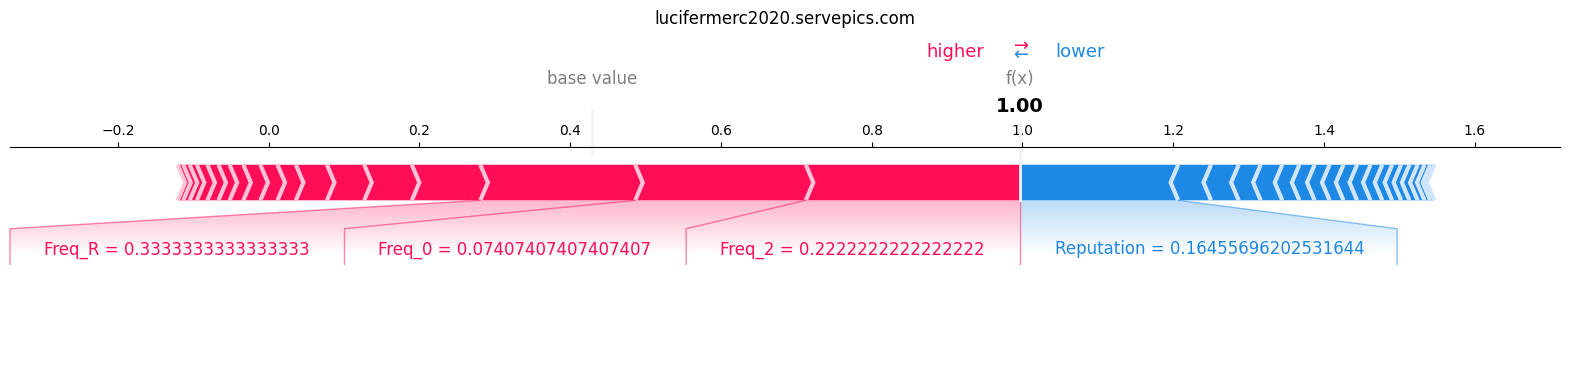 lucifermerc2020.servepics.com
higher ⇄ lower
base value f(x)
1.00
−0.2 0.0 0.2 0.4 0.6 0.8 1.0 1.2 1.4 1.6
Freq_R = 0.3333333333333333 Freq_0 = 0.07407407407407407 Freq_2 = 0.2222222222222222 Reputation = 0.16455696202531644